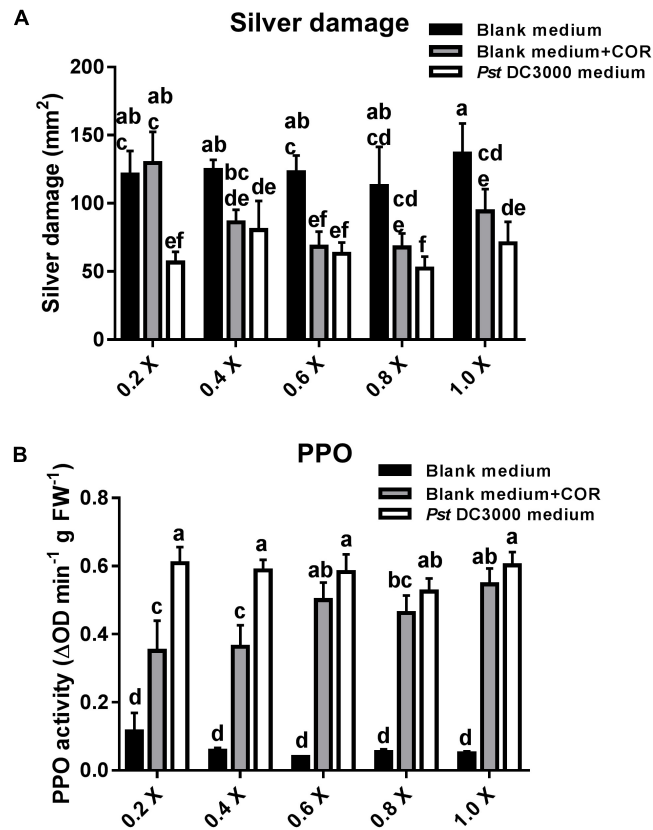 A
Silver damage
Blank medium
Blank medium+COR
Pst DC3000 medium
Silver damage (mm²)
200
150
100
50
0
ab
c
ab
c
ef
ab
bc
de
de
ab
c
ef
ef
ab
cd
cd
e
f
a
cd
e
de
0.2 X
0.4 X
0.6 X
0.8 X
1.0 X
B
PPO
Blank medium
Blank medium+COR
Pst DC3000 medium
PPO activity (ΔOD min⁻¹ g FW⁻¹)
0.8
0.6
0.4
0.2
0.0
d
c
a
d
c
a
d
ab
a
d
bc
ab
d
ab
a
0.2 X
0.4 X
0.6 X
0.8 X
1.0 X